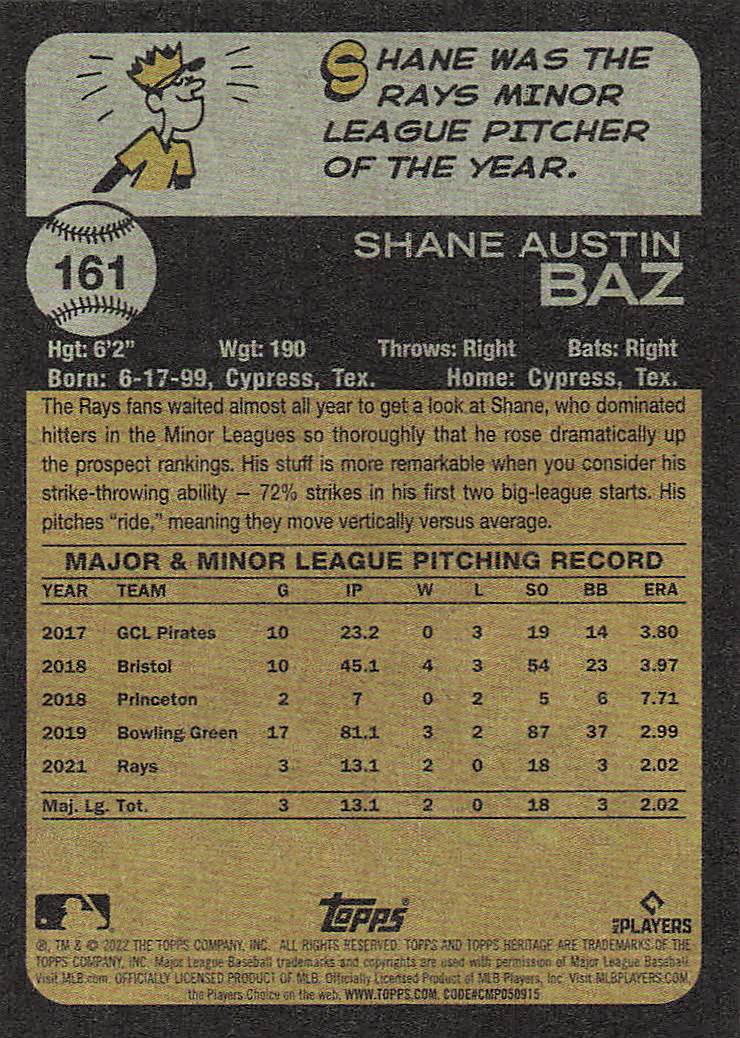 SHANE WAS THE
RAYS MINOR
LEAGUE PITCHER
OF THE YEAR.
SHANE AUSTIN
BAZ
161
Hgt: 6'2" Wgt: 190 Throws: Right Bats: Right
Born: 6-17-99, Cypress, Tex. Home: Cypress, Tex.
The Rays fans waited almost all year to get a look at Shane, who dominated
hitters in the Minor Leagues so thoroughly that he rose dramatically up
the prospect rankings. His stuff is more remarkable when you consider his
strike-throwing ability — 72% strikes in his first two big-league starts. His
pitches "ride," meaning they move vertically versus average.
MAJOR & MINOR LEAGUE PITCHING RECORD
YEAR TEAM G IP W L SO BB ERA
2017 GCL Pirates 10 23.2 0 3 19 14 3.80
2018 Bristol 10 45.1 4 3 54 23 3.97
2018 Princeton 2 7 0 2 5 6 7.71
2019 Bowling Green 17 81.1 3 2 87 37 2.99
2021 Rays 3 13.1 2 0 18 3 2.02
Maj. Lg. Tot. 3 13.1 2 0 18 3 2.02
Topps® MLB PLAYERS
®, TM & © 2022 THE TOPPS COMPANY, INC. ALL RIGHTS RESERVED. TOPPS AND TOPPS HERITAGE ARE TRADEMARKS OF THE
TOPPS COMPANY, INC. Major League Baseball trademarks and copyrights are used with permission of Major League Baseball.
Visit MLB.com. OFFICIALLY LICENSED PRODUCT OF MLB. Officially Licensed Product of MLB Players, Inc. Visit MLBPLAYERS.COM,
the Players Choice on the web. WWW.TOPPS.COM. CODE#CMP050915